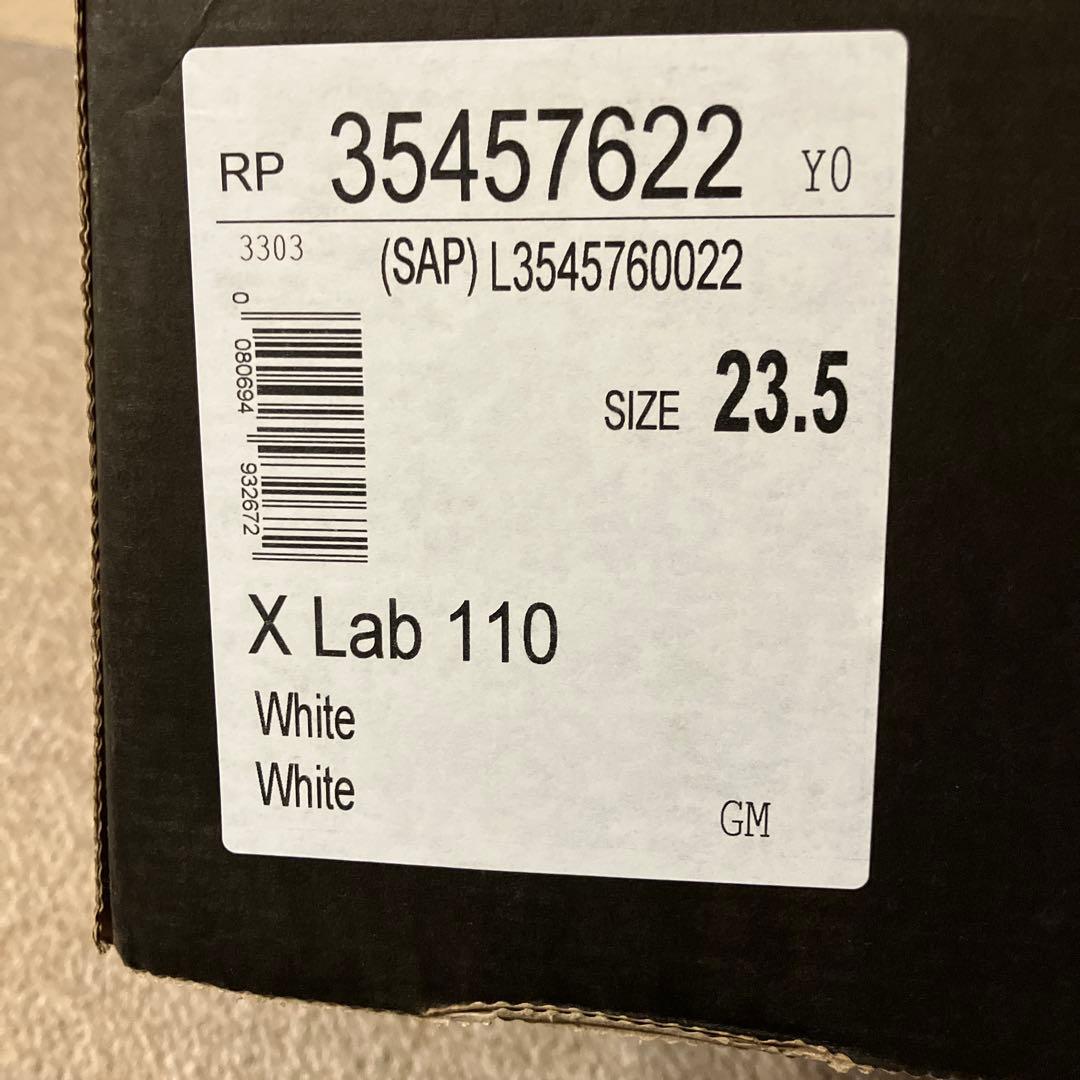 RP 35457622 Y0
3303 (SAP) L3545760022
0 080694 932672
SIZE 23.5
X Lab 110
White
White
GM